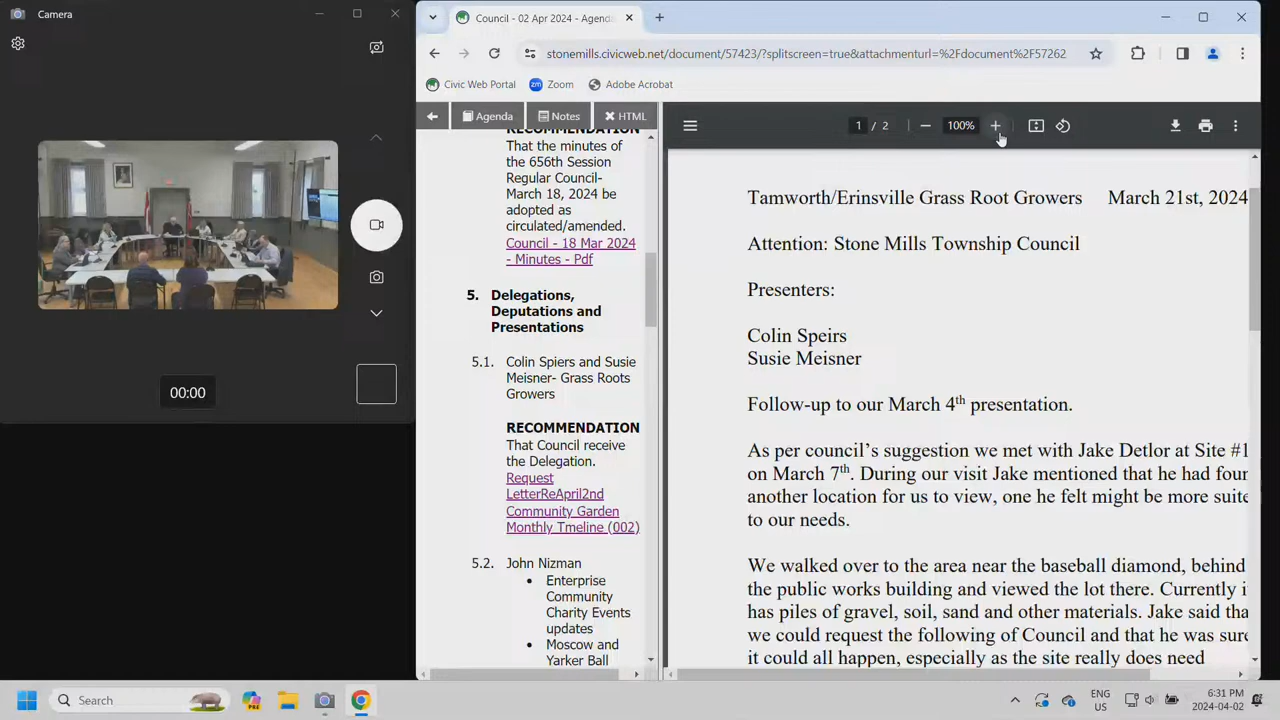 Camera
00:00
Council - 02 Apr 2024 - Agenda
stonemills.civicweb.net/document/57423/?splitscreen=true&attachmenturl=%2Fdocument%2F57262
Civic Web Portal
Zoom
Adobe Acrobat
Agenda
Notes
HTML
RECOMMENDATION
That the minutes
of the 656th Session
Regular Council-
March 18, 2024 be
adopted as
circulated/amended.
Council - 18 Mar 2024
- Minutes - Pdf
5. Delegations,
Deputations and
Presentations
5.1. Colin Spiers and Susie
Meisner- Grass Roots
Growers
RECOMMENDATION
That Council receive
the Delegation.
Request
LetterReApril2nd
Community Garden
Monthly Tmeline (002)
5.2. John Nizman
• Enterprise
Community
Charity Events
updates
• Moscow and
Yarker Ball
1 / 2
100%
Tamworth/Erinsville Grass Root Growers March 21st, 2024
Attention: Stone Mills Township Council
Presenters:
Colin Speirs
Susie Meisner
Follow-up to our March 4th presentation.
As per council's suggestion we met with Jake Detlor at Site #1
on March 7th. During our visit Jake mentioned that he had four
another location for us to view, one he felt might be more suite
to our needs.
We walked over to the area near the baseball diamond, behind
the public works building and viewed the lot there. Currently i
has piles of gravel, soil, sand and other materials. Jake said tha
we could request the following of Council and that he was sure
it could all happen, especially as the site really does need
Search
ENG
US
6:31 PM
2024-04-02